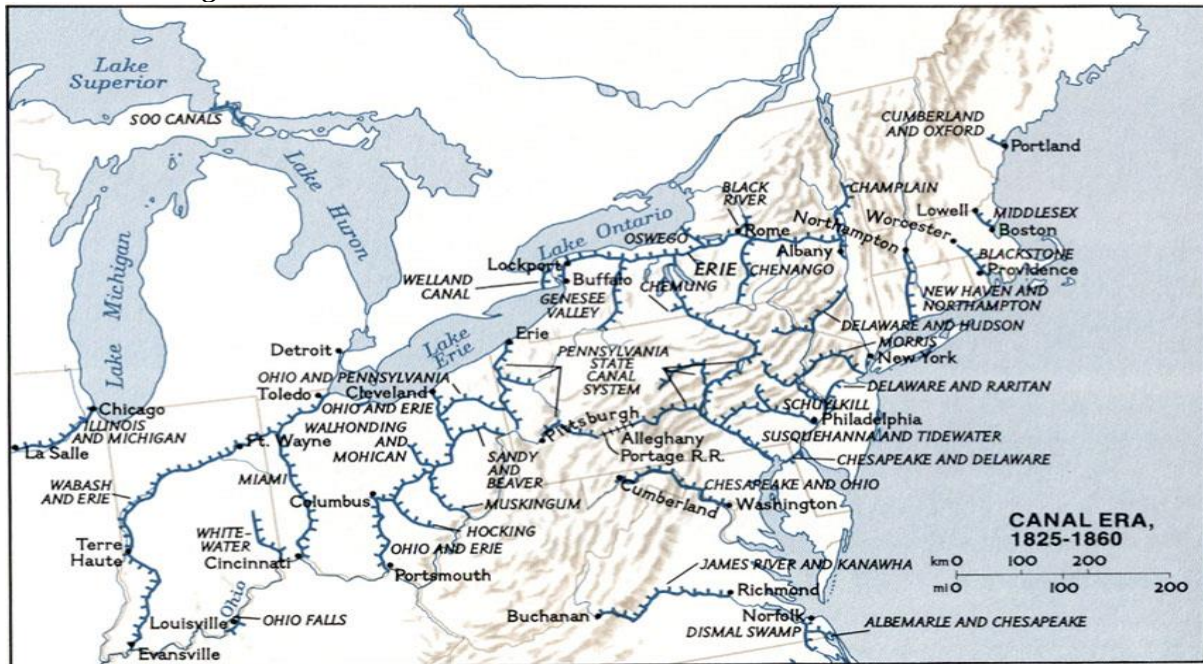 Lake
Superior
SOO CANALS
Lake
Huron
Lake Michigan
CUMBERLAND
AND OXFORD
Portland
BLACK
RIVER
CHAMPLAIN
Lake Ontario
OSWEGO
Rome
Northampton
Worcester
Lowell
MIDDLESEX
Boston
Lockport
ERIE
Albany
CHENANGO
BLACKSTONE
Providence
WELLAND
CANAL
Buffalo
GENESEE
VALLEY
CHEMUNG
NEW HAVEN AND
NORTHAMPTON
Lake
Erie
Erie
DELAWARE AND HUDSON
MORRIS
New York
Detroit
PENNSYLVANIA
STATE
CANAL
SYSTEM
OHIO AND PENNSYLVANIA
Toledo
Cleveland
OHIO AND ERIE
DELAWARE AND RARITAN
Chicago
ILLINOIS
AND MICHIGAN
La Salle
Ft. Wayne
WALHONDING
AND
MOHICAN
Pittsburgh
SCHUYLKILL
Philadelphia
Alleghany
Portage R.R.
SUSQUEHANNA AND TIDEWATER
CHESAPEAKE AND DELAWARE
SANDY
AND
BEAVER
WABASH
AND ERIE
MIAMI
Columbus
MUSKINGUM
Cumberland
CHESAPEAKE AND OHIO
Washington
HOCKING
WHITE-
WATER
Terre
Haute
Cincinnati
OHIO AND ERIE
Portsmouth
CANAL ERA,
1825-1860
km 0 100 200
mi 0 100 200
JAMES RIVER AND KANAWHA
Richmond
Ohio
Louisville
OHIO FALLS
Buchanan
Norfolk
DISMAL SWAMP
ALBEMARLE AND CHESAPEAKE
Evansville